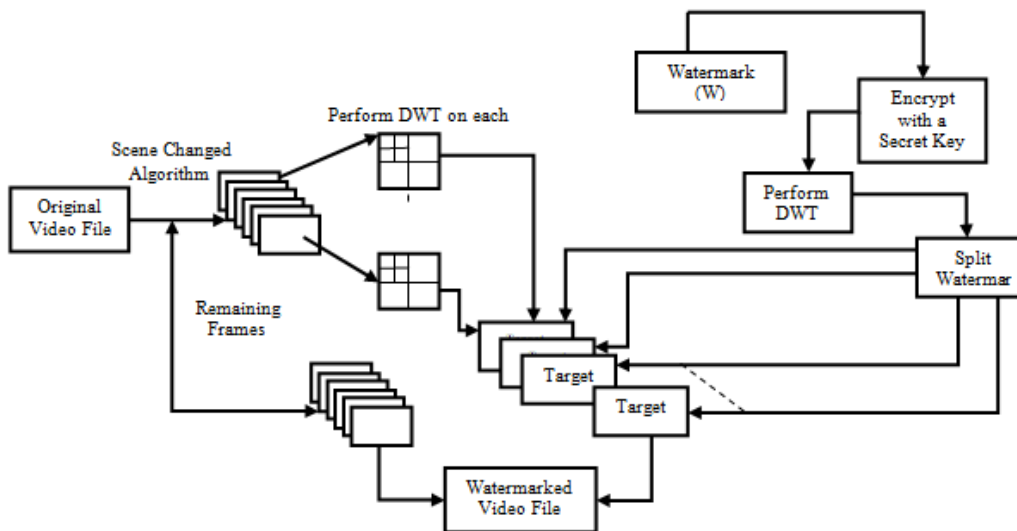 Watermark
(W)
Encrypt
with a
Secret Key
Perform DWT on each
Scene Changed
Algorithm
Perform
DWT
Original
Video File
Split
Watermar
Remaining
Frames
Target
Target
Watermarked
Video File